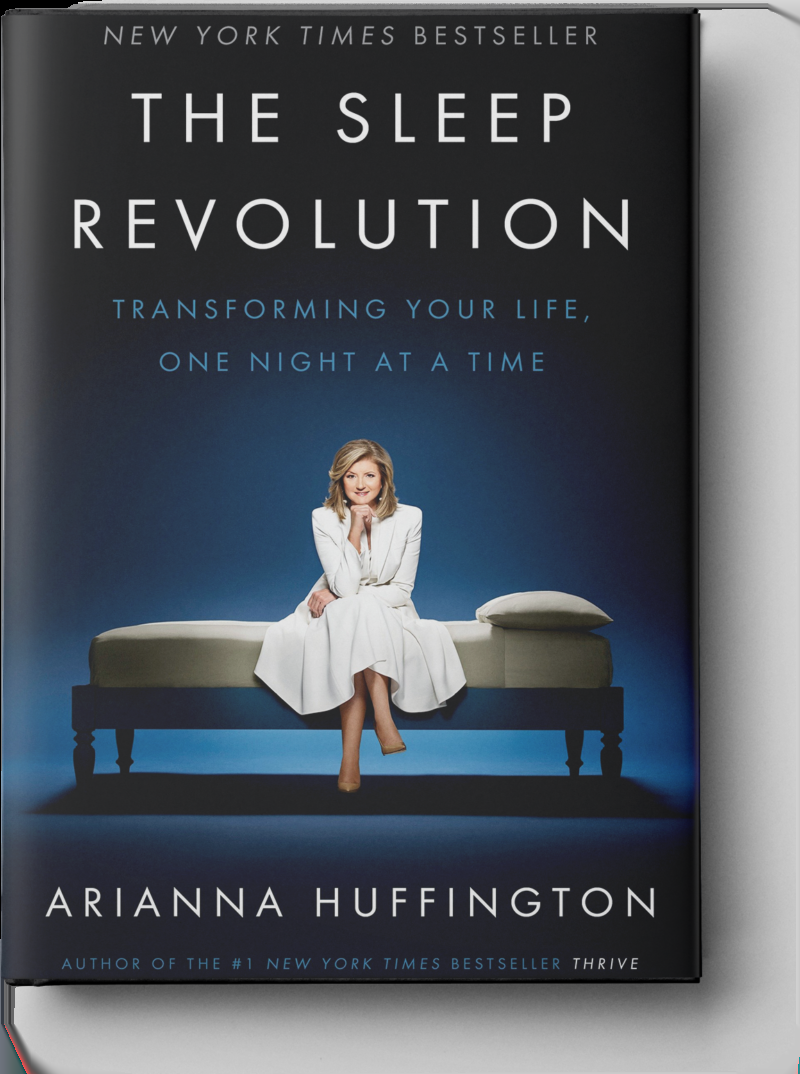 NEW YORK TIMES BESTSELLER
THE SLEEP
REVOLUTION
TRANSFORMING YOUR LIFE,
ONE NIGHT AT A TIME
ARIANNA HUFFINGTON
AUTHOR OF THE #1 NEW YORK TIMES BESTSELLER THRIVE